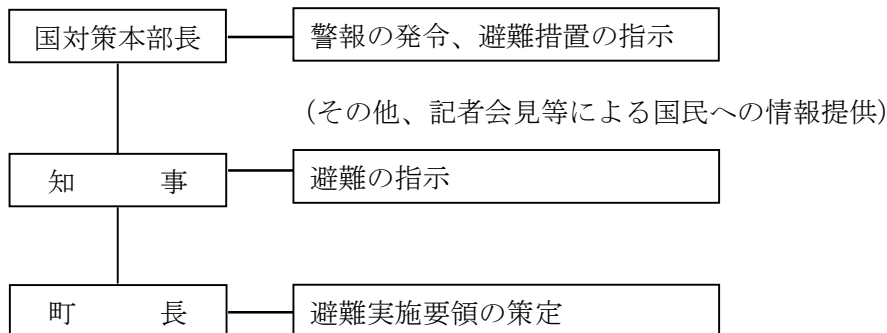 国対策本部長 警報の発令、避難措置の指示
（その他、記者会見等による国民への情報提供）
知　　事 避難の指示
町　　長 避難実施要領の策定